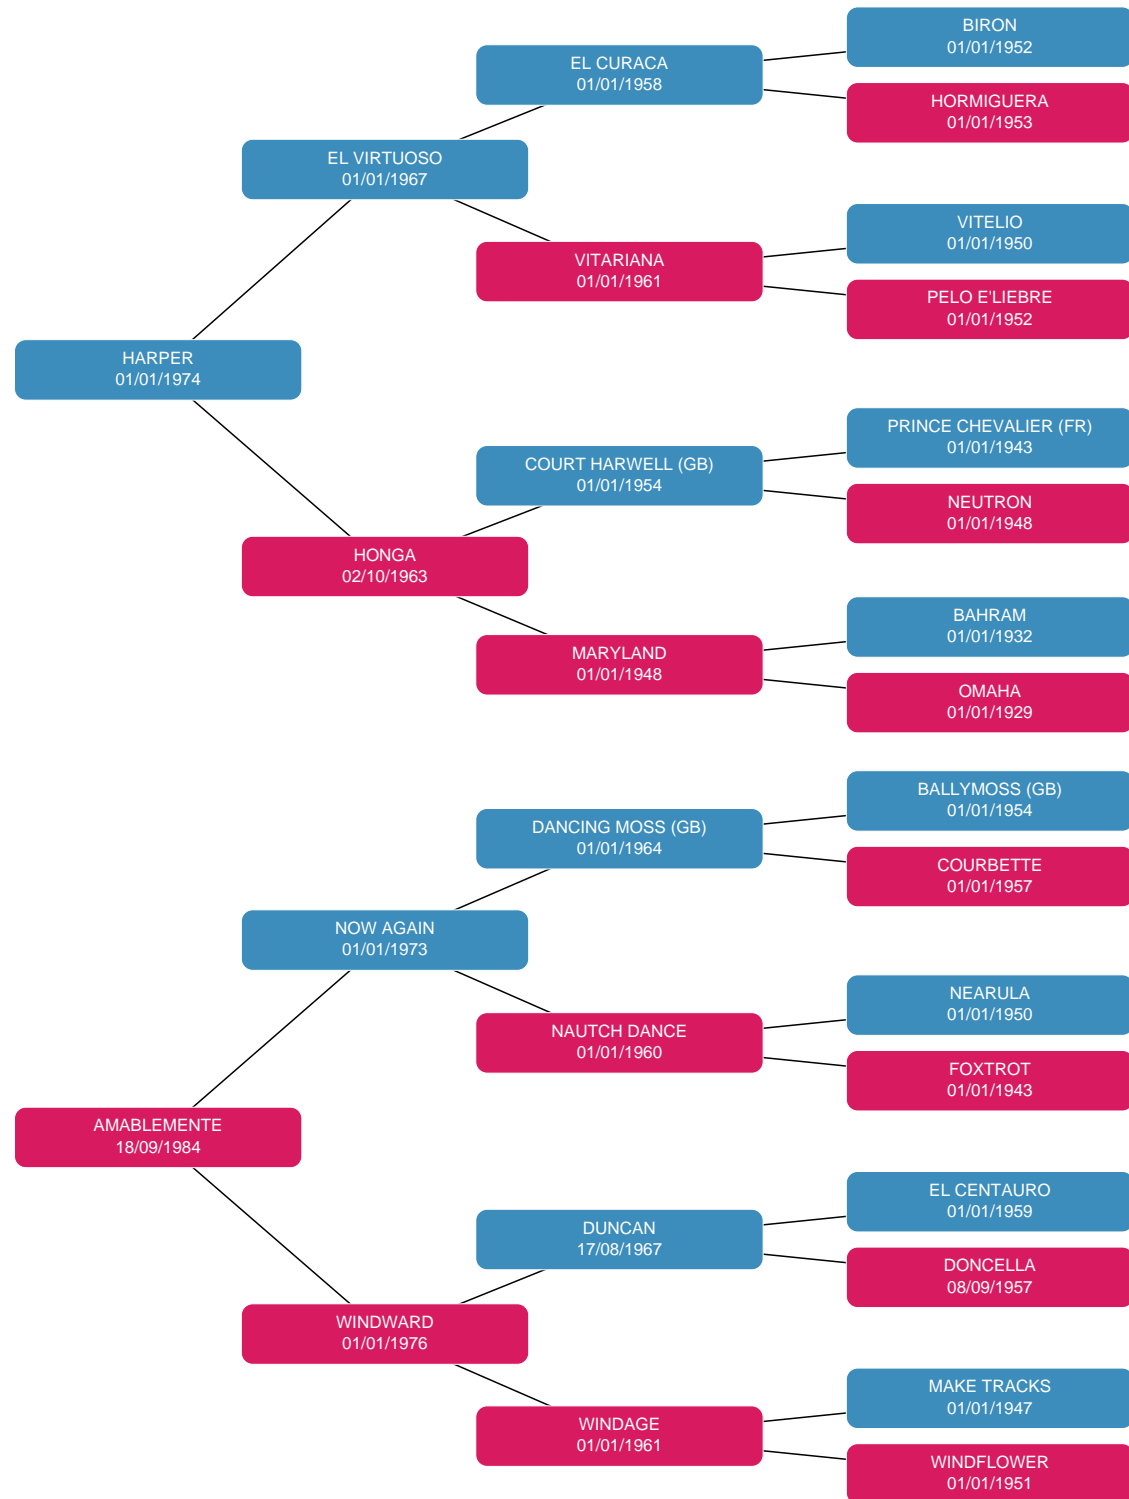 BIRON
01/01/1952
EL CURACA
01/01/1958
HORMIGUERA
01/01/1953
EL VIRTUOSO
01/01/1967
VITELIO
01/01/1950
VITARIANA
01/01/1961
PELO E'LIEBRE
01/01/1952
HARPER
01/01/1974
PRINCE CHEVALIER (FR)
01/01/1943
COURT HARWELL (GB)
01/01/1954
NEUTRON
01/01/1948
HONGA
02/10/1963
BAHRAM
01/01/1932
MARYLAND
01/01/1948
OMAHA
01/01/1929
BALLYMOSS (GB)
01/01/1954
DANCING MOSS (GB)
01/01/1964
COURBETTE
01/01/1957
NOW AGAIN
01/01/1973
NEARULA
01/01/1950
NAUTCH DANCE
01/01/1960
FOXTROT
01/01/1943
AMABLEMENTE
18/09/1984
EL CENTAURO
01/01/1959
DUNCAN
17/08/1967
DONCELLA
08/09/1957
WINDWARD
01/01/1976
MAKE TRACKS
01/01/1947
WINDAGE
01/01/1961
WINDFLOWER
01/01/1951